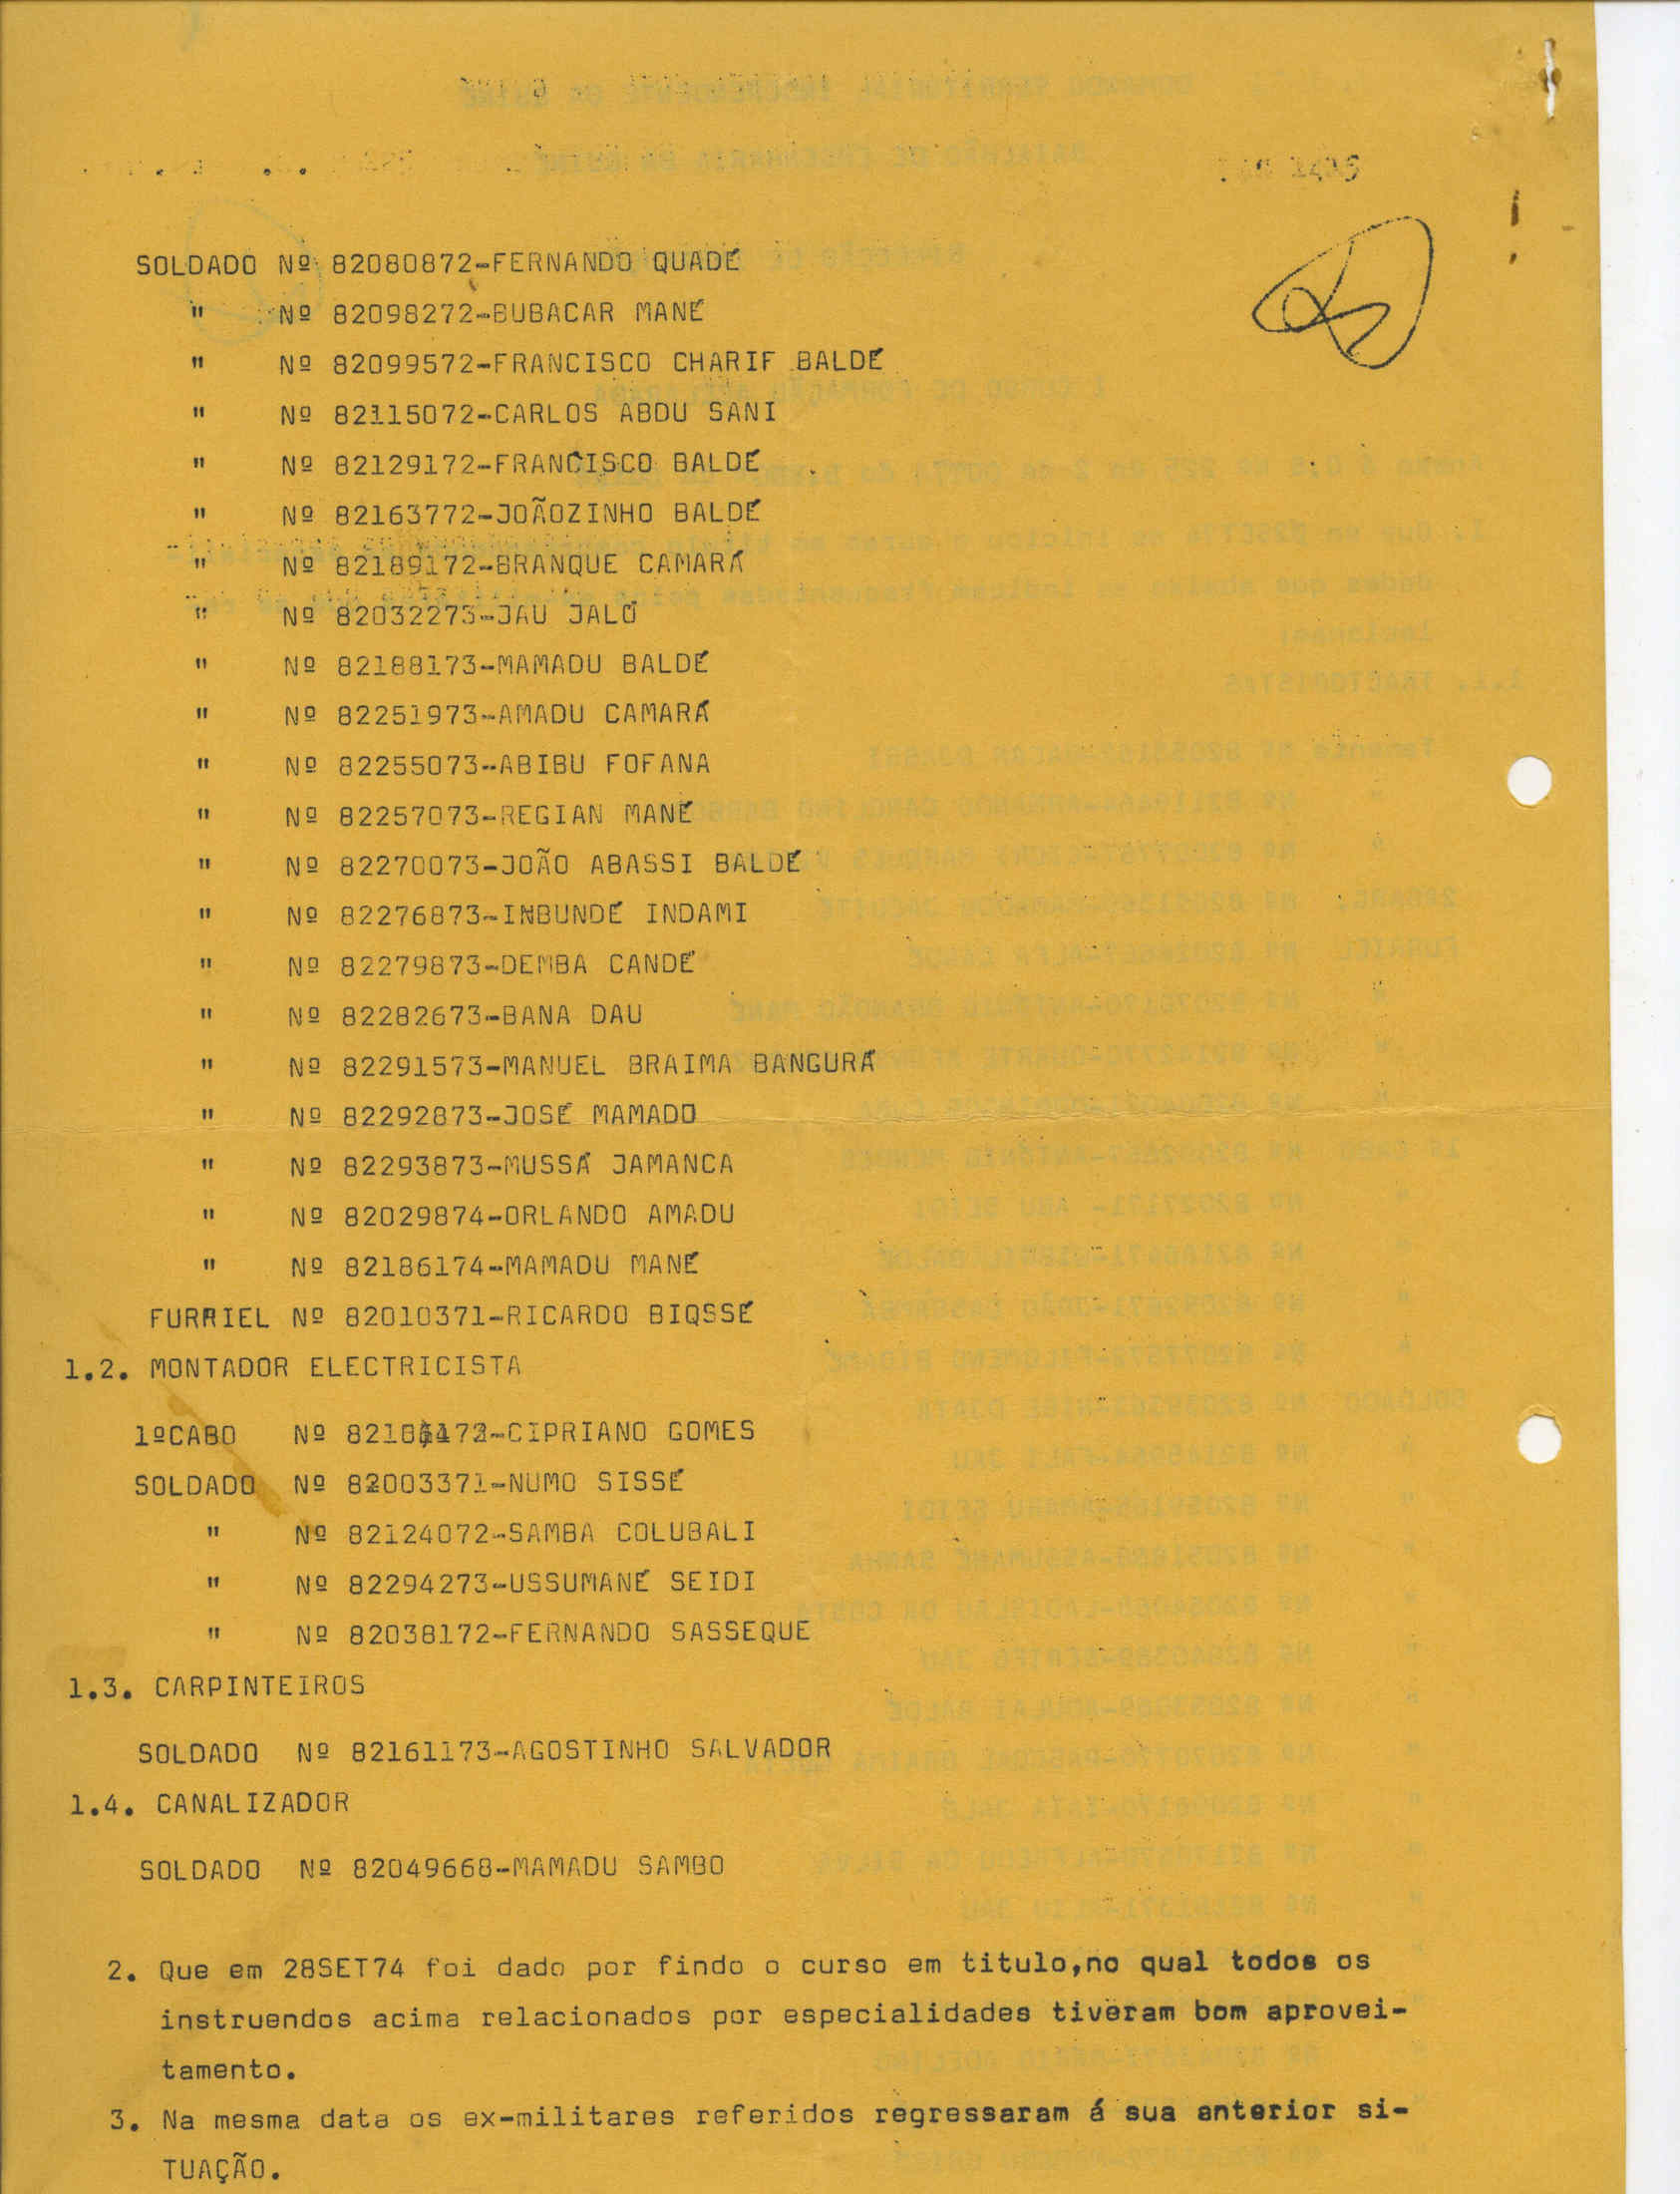 SOLDADO Nº 82080872-FERNANDO QUADÉ
" Nº 82098272-BUBACAR MANÉ
" Nº 82099572-FRANCISCO CHARIF BALDÉ
" Nº 82115072-CARLOS ABDU SANI
" Nº 82129172-FRANCISCO BALDÉ
" Nº 82163772-JOÃOZINHO BALDÉ
" Nº 82189172-BRANQUE CAMARÁ
" Nº 82032273-JAU JALÓ
" Nº 82188173-MAMADU BALDÉ
" Nº 82251973-AMADU CAMARÁ
" Nº 82255073-ABIBU FOFANA
" Nº 82257073-REGIAN MANÉ
" Nº 82270073-JOÃO ABASSI BALDÉ
" Nº 82276873-INBUNDÉ INDAMI
" Nº 82279873-DEMBA CANDÉ
" Nº 82282673-BANA DAU
" Nº 82291573-MANUEL BRAIMA BANGURÁ
" Nº 82292873-JOSÉ MAMADO
" Nº 82293873-MUSSÁ JAMANCA
" Nº 82029874-ORLANDO AMADU
" Nº 82186174-MAMADU MANÉ
FURRIEL Nº 82010371-RICARDO BIQSSÉ
1.2. MONTADOR ELECTRICISTA
1ºCABO Nº CIPRIANO GOMES
SOLDADO Nº 82003371-NUMO SISSÉ
" Nº 82124072-SAMBA COLUBALI
" Nº 82294273-USSUMANÉ SEIDI
" Nº 82038172-FERNANDO SASSEQUE
1.3. CARPINTEIROS
SOLDADO Nº 82161173-AGOSTINHO SALVADOR
1.4. CANALIZADOR
SOLDADO Nº 82049668-MAMADU SAMBO
2. Que em 28SET74 foi dado por findo o curso em titulo,no qual todos os
instruendos acima relacionados por especialidades tiveram bom aprovei-
tamento.
3. Na mesma data os ex-militares referidos regressaram á sua anterior si-
TUAÇÃO.